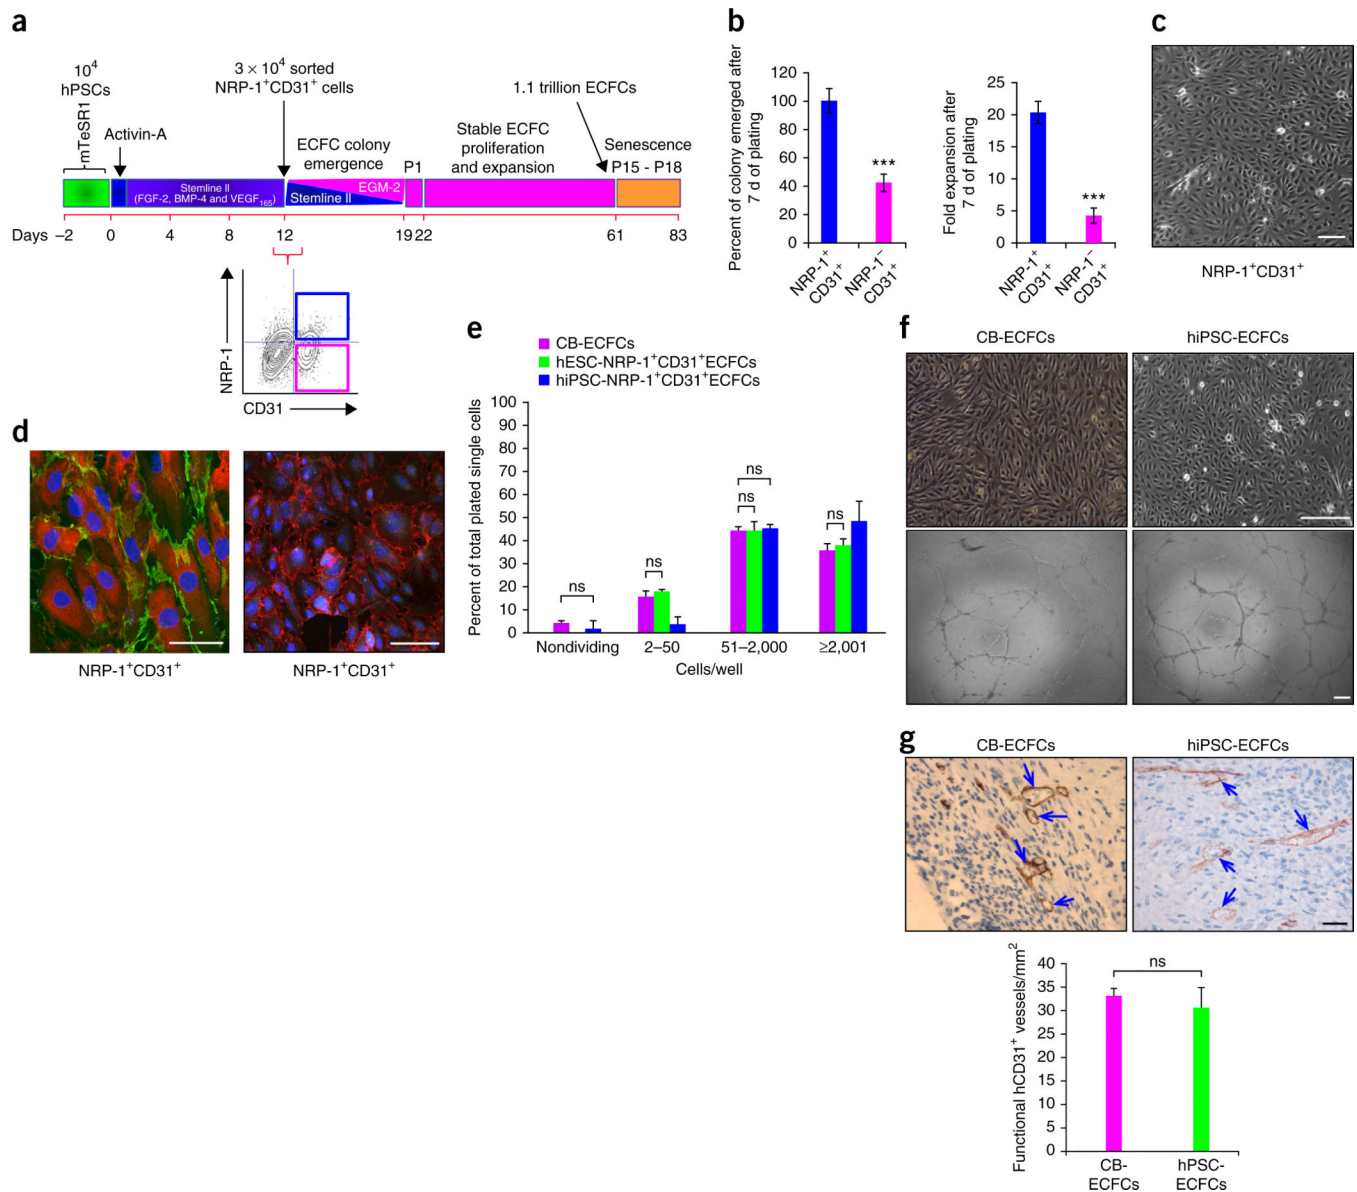 a
10⁴
hPSCs
mTeSR1
Activin-A
3 × 10⁴ sorted
NRP-1⁺CD31⁺ cells
ECFC colony
emergence
P1
Stable ECFC
proliferation
and expansion
1.1 trillion ECFCs
Senescence
P15 - P18
Stemline II
(FGF-2, BMP-4 and VEGF₁₆₅)
EGM-2
Stemline II
Days –2 0 4 8 12 19 22 61 83
NRP-1
CD31
b
Percent of colony emerged after
7 d of plating
120
100
80
60
40
20
0
***
NRP-1⁺
CD31⁺
NRP-1⁻
CD31⁺
Fold expansion after
7 d of plating
25
20
15
10
5
0
***
NRP-1⁺
CD31⁺
NRP-1⁻
CD31⁺
c
NRP-1⁺CD31⁺
d
NRP-1⁺CD31⁺
NRP-1⁺CD31⁺
e
CB-ECFCs
hESC-NRP-1⁺CD31⁺ECFCs
hiPSC-NRP-1⁺CD31⁺ECFCs
Percent of total plated single cells
100
90
80
70
60
50
40
30
20
10
0
ns
ns
ns
ns
ns
Nondividing 2–50 51–2,000 ≥2,001
Cells/well
f
CB-ECFCs
hiPSC-ECFCs
g
CB-ECFCs
hiPSC-ECFCs
Functional hCD31⁺ vessels/mm²
40
35
33
30
15
20
15
10
5
0
ns
CB-
ECFCs
hPSC-
ECFCs